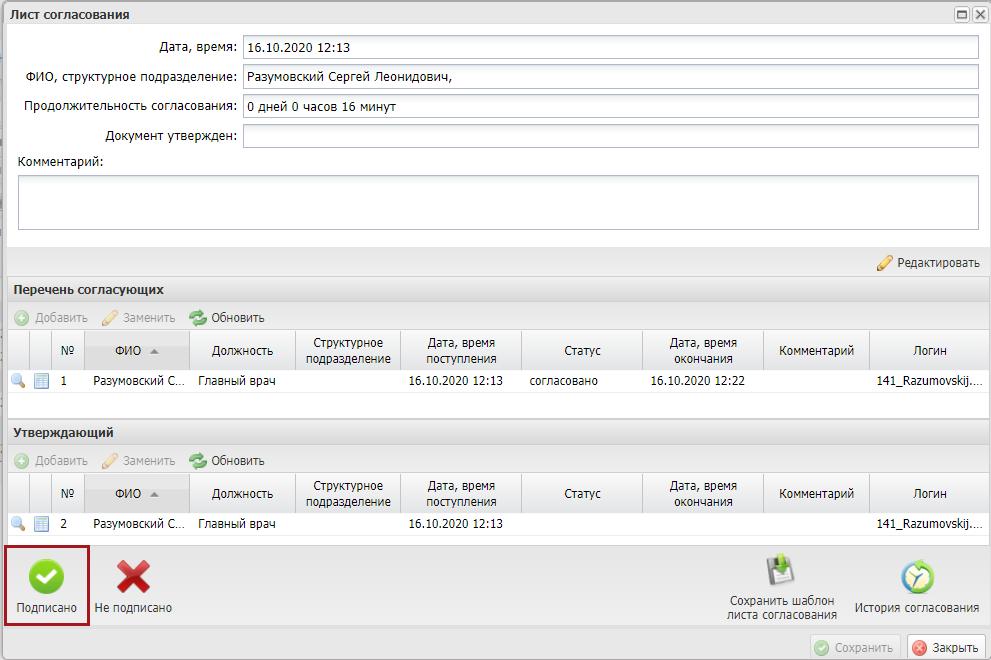 Лист согласования
Дата, время: 16.10.2020 12:13
ФИО, структурное подразделение: Разумовский Сергей Леонидович,
Продолжительность согласования: 0 дней 0 часов 16 минут
Документ утвержден:
Комментарий:
Редактировать
Перечень согласующих
Добавить Заменить Обновить
№ ФИО Должность Структурное подразделение Дата, время поступления Статус Дата, время окончания Комментарий Логин
1 Разумовский С... Главный врач 16.10.2020 12:13 согласовано 16.10.2020 12:22 141_Razumovskij....
Утверждающий
Добавить Заменить Обновить
№ ФИО Должность Структурное подразделение Дата, время поступления Статус Дата, время окончания Комментарий Логин
2 Разумовский С... Главный врач 16.10.2020 12:13 141_Razumovskij....
Подписано Не подписано Сохранить шаблон листа согласования История согласования
Сохранить Закрыть